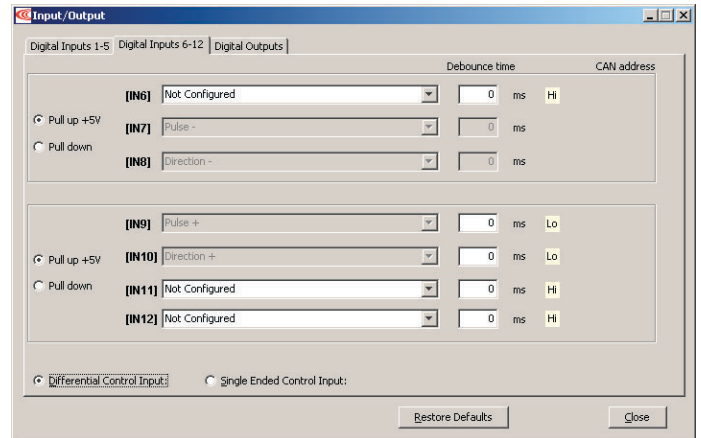 Input/Output
Digital Inputs 1-5 Digital Inputs 6-12 Digital Outputs
Debounce time CAN address
[IN6] Not Configured 0 ms Hi
Pull up +5V
[IN7] Pulse - 0 ms
Pull down
[IN8] Direction - 0 ms
[IN9] Pulse + 0 ms Lo
Pull up +5V
[IN10] Direction + 0 ms Lo
Pull down
[IN11] Not Configured 0 ms Hi
[IN12] Not Configured 0 ms Hi
Differential Control Input: Single Ended Control Input:
Restore Defaults Close